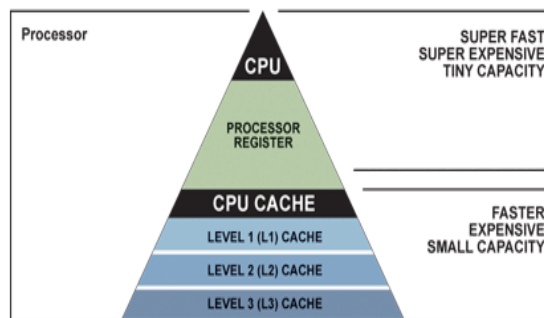 Processor
CPU
SUPER FAST
SUPER EXPENSIVE
TINY CAPACITY
PROCESSOR
REGISTER
CPU CACHE
LEVEL 1 (L1) CACHE
LEVEL 2 (L2) CACHE
LEVEL 3 (L3) CACHE
FASTER
EXPENSIVE
SMALL CAPACITY